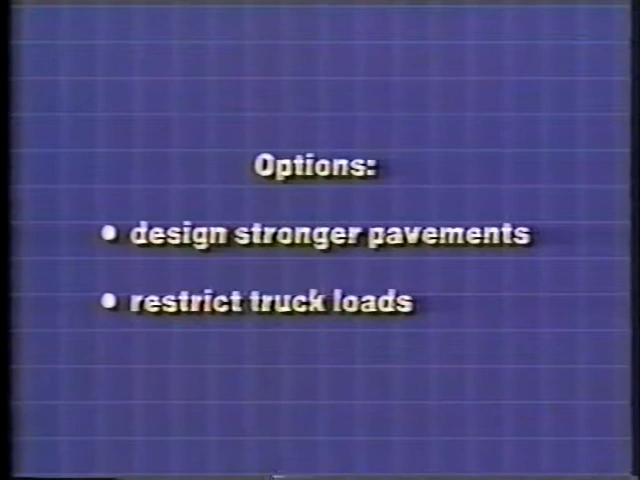 Options:
• design stronger pavements
• restrict truck loads